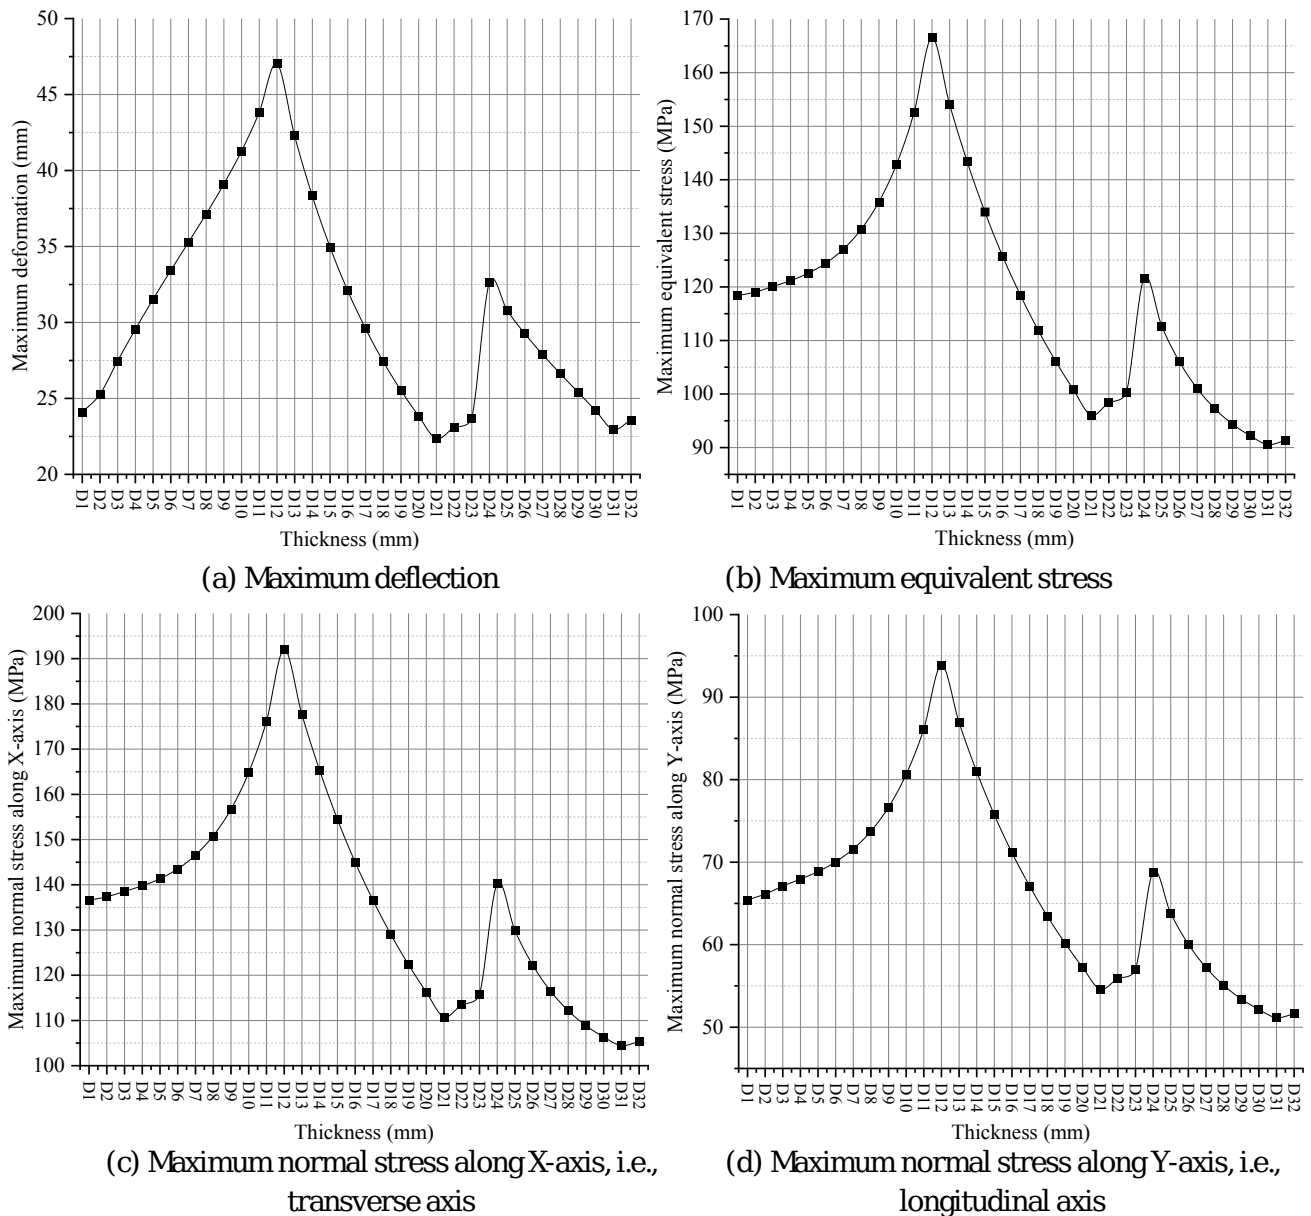 50
45
40
35
30
25
20
Maximum deformation (mm)
D1 D2 D3 D4 D5 D6 D7 D8 D9 D10 D11 D12 D13 D14 D15 D16 D17 D18 D19 D20 D21 D22 D23 D24 D25 D26 D27 D28 D29 D30 D31 D32
Thickness (mm)
(a) Maximum deflection
170
160
150
140
130
120
110
100
90
Maximum equivalent stress (MPa)
D1 D2 D3 D4 D5 D6 D7 D8 D9 D10 D11 D12 D13 D14 D15 D16 D17 D18 D19 D20 D21 D22 D23 D24 D25 D26 D27 D28 D29 D30 D31 D32
Thickness (mm)
(b) Maximum equivalent stress
200
190
180
170
160
150
140
130
120
110
100
Maximum normal stress along X-axis (MPa)
D1 D2 D3 D4 D5 D6 D7 D8 D9 D10 D11 D12 D13 D14 D15 D16 D17 D18 D19 D20 D21 D22 D23 D24 D25 D26 D27 D28 D29 D30 D31 D32
Thickness (mm)
(c) Maximum normal stress along X-axis, i.e.,
transverse axis
100
90
80
70
60
50
Maximum normal stress along Y-axis (MPa)
D1 D2 D3 D4 D5 D6 D7 D8 D9 D10 D11 D12 D13 D14 D15 D16 D17 D18 D19 D20 D21 D22 D23 D24 D25 D26 D27 D28 D29 D30 D31 D32
Thickness (mm)
(d) Maximum normal stress along Y-axis, i.e.,
longitudinal axis